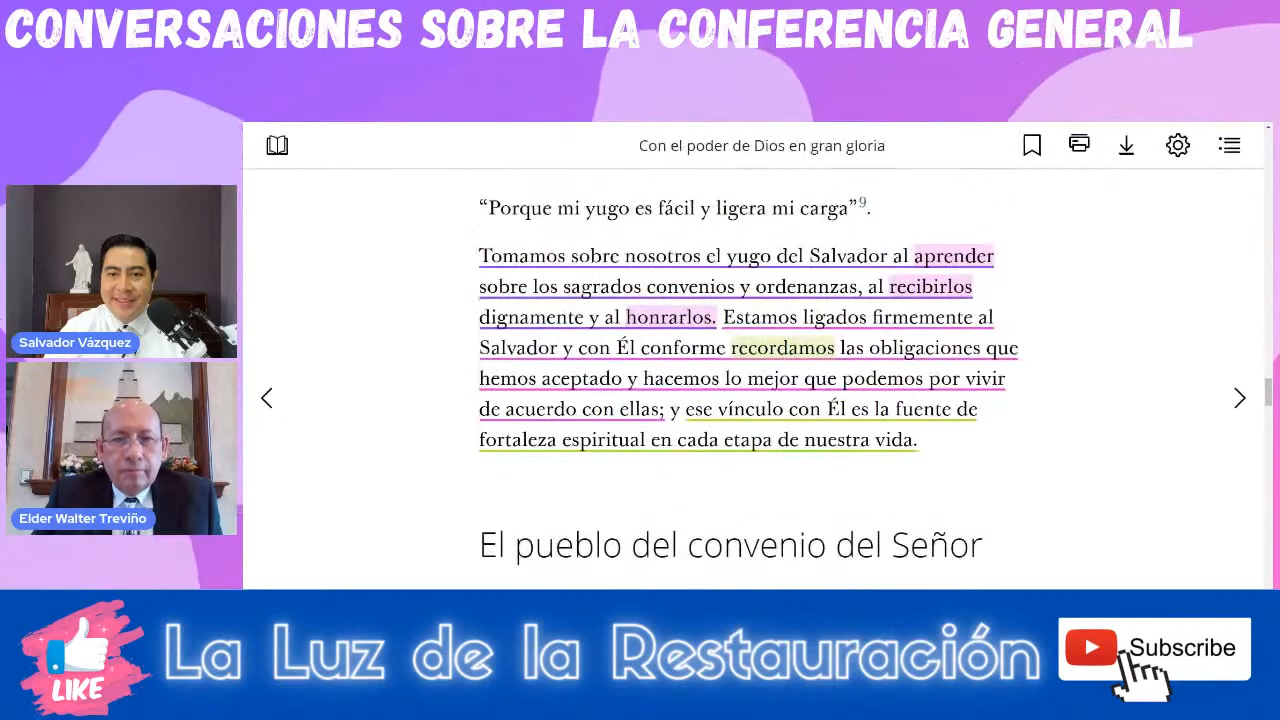 CONVERSACIONES SOBRE LA CONFERENCIA GENERAL
Con el poder de Dios en gran gloria
“Porque mi yugo es fácil y ligera mi carga”9.
Tomamos sobre nosotros el yugo del Salvador al aprender
sobre los sagrados convenios y ordenanzas, al recibirlos
dignamente y al honrarlos. Estamos ligados firmemente al
Salvador y con Él conforme recordamos las obligaciones que
hemos aceptado y hacemos lo mejor que podemos por vivir
de acuerdo con ellas; y ese vínculo con Él es la fuente de
fortaleza espiritual en cada etapa de nuestra vida.
El pueblo del convenio del Señor
Salvador Vázquez
Elder Walter Treviño
LIKE
La Luz de la Restauración
Subscribe